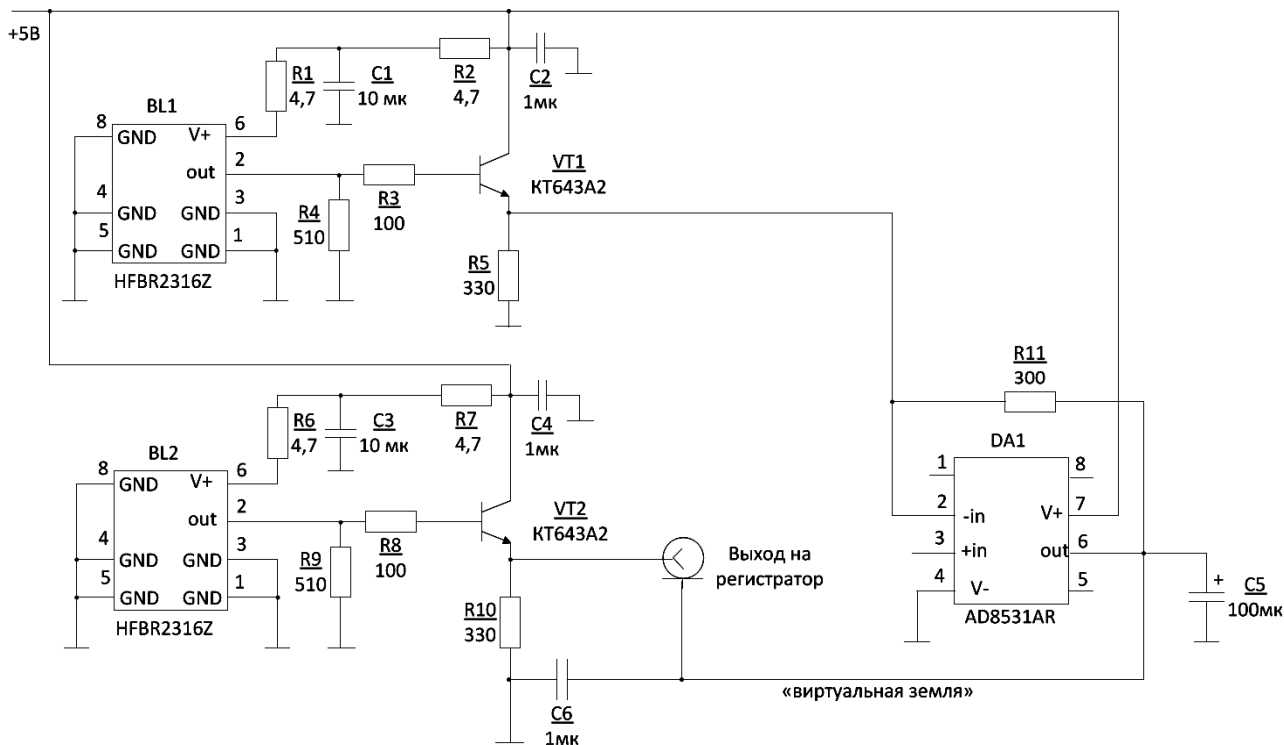 +5В
R1
4,7
C1
10 мк
R2
4,7
C2
1мк
BL1
8
GND
V+
6
out
2
4
GND
GND
3
5
GND
GND
1
HFBR2316Z
R3
100
R4
510
VT1
КТ643А2
R5
330
R6
4,7
C3
10 мк
R7
4,7
C4
1мк
BL2
8
GND
V+
6
out
2
4
GND
GND
3
5
GND
GND
1
HFBR2316Z
R8
100
R9
510
VT2
КТ643А2
R10
330
Выход на
регистратор
C6
1мк
«виртуальная земля»
R11
300
DA1
1
8
2
-in
V+
7
3
+in
out
6
4
V-
5
AD8531AR
+
C5
100мк